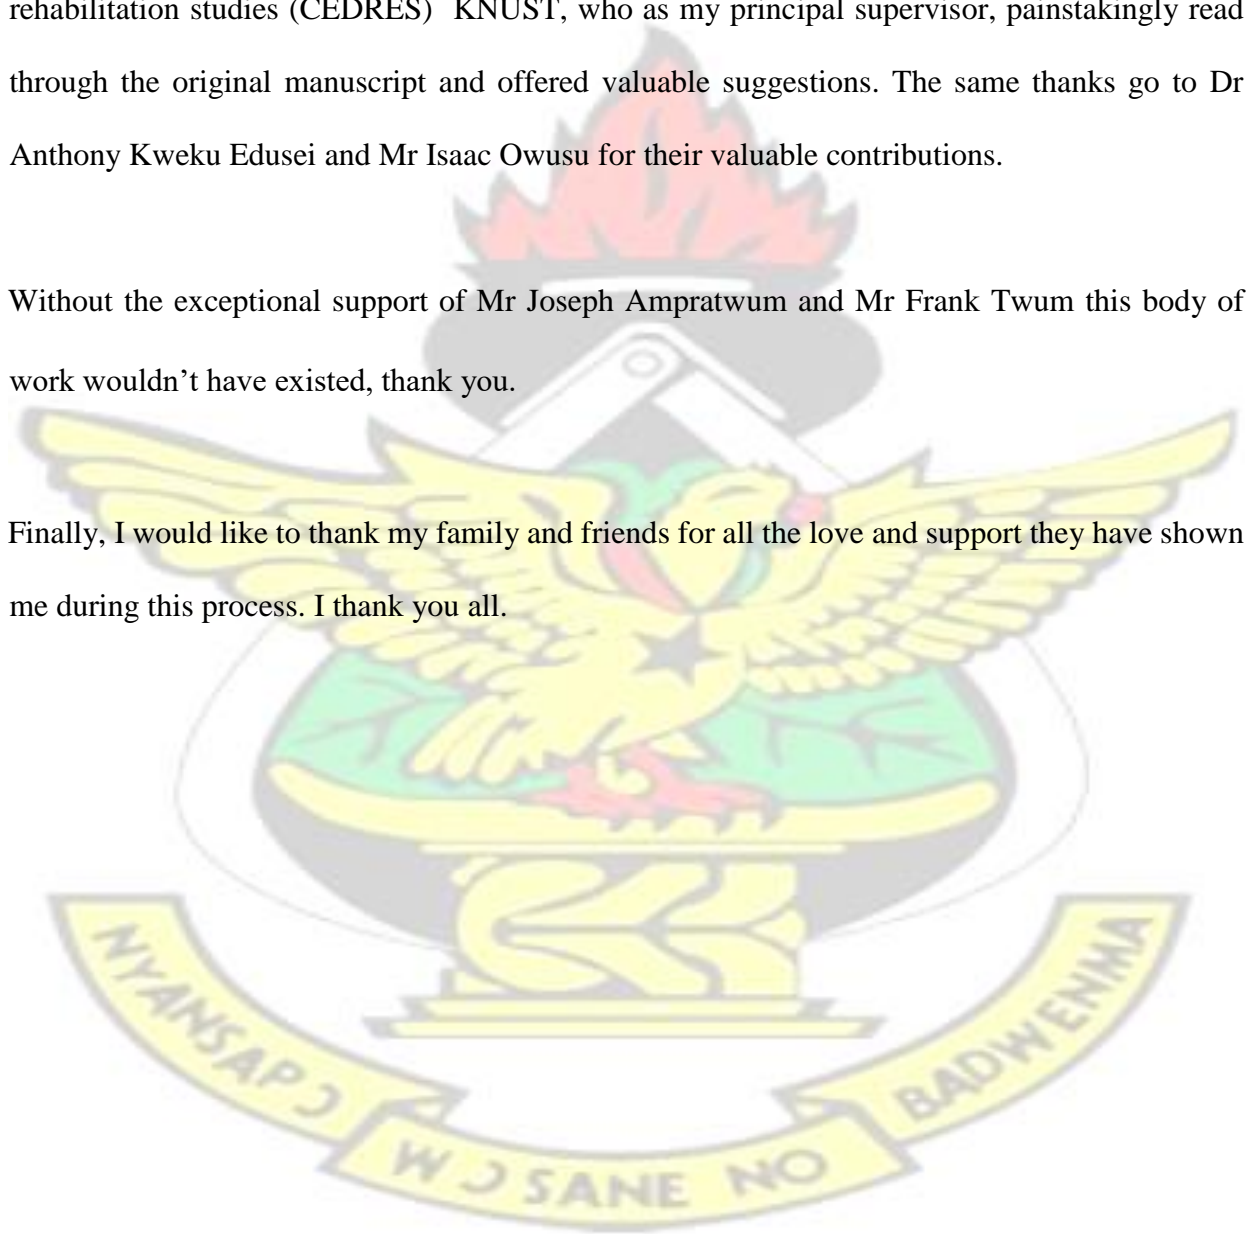 rehabilitation studies (CEDRES) KNUST, who as my principal supervisor, painstakingly read
through the original manuscript and offered valuable suggestions. The same thanks go to Dr
Anthony Kweku Edusei and Mr Isaac Owusu for their valuable contributions.
Without the exceptional support of Mr Joseph Ampratwum and Mr Frank Twum this body of
work wouldn’t have existed, thank you.
Finally, I would like to thank my family and friends for all the love and support they have shown
me during this process. I thank you all.
NYANSAPƆ
WƆSANE NO
BADWENMA